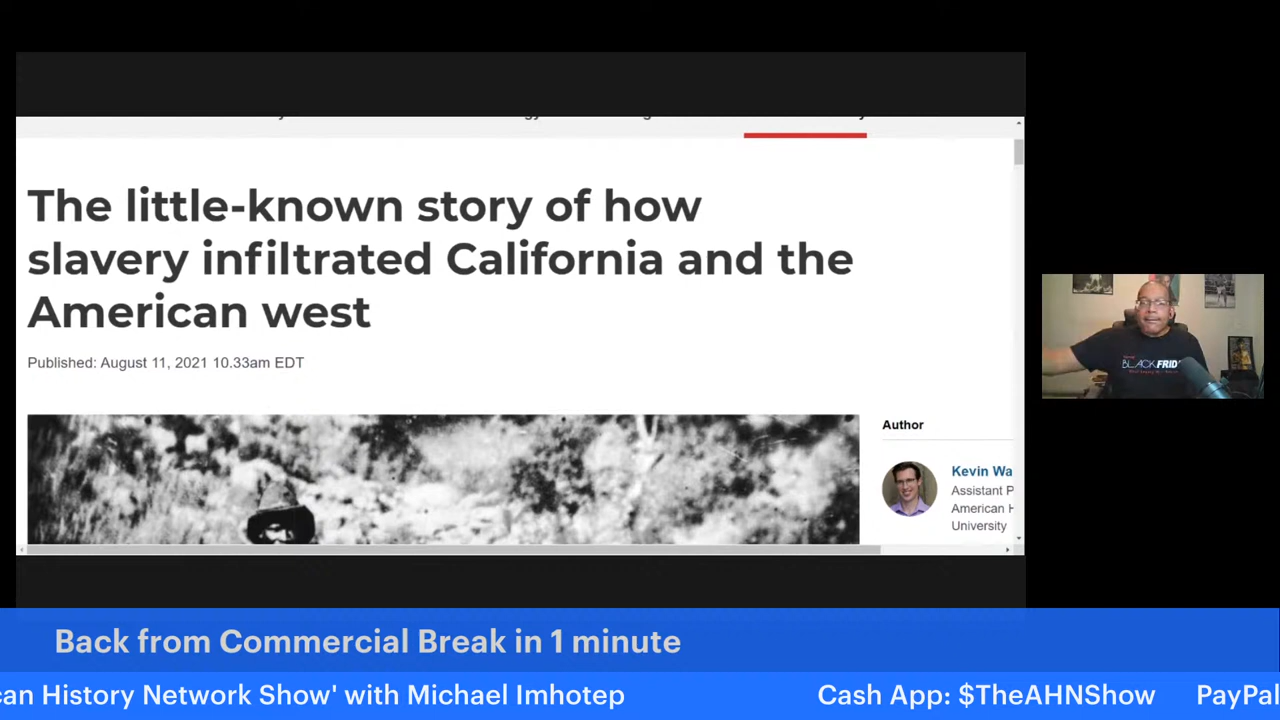 The little-known story of how
slavery infiltrated California and the
American west
Published: August 11, 2021 10.33am EDT
Author
Kevin Wa
Assistant P
American H
University
BLACK FRID
Back from Commercial Break in 1 minute
can History Network Show' with Michael Imhotep Cash App: $TheAHNShow PayPal